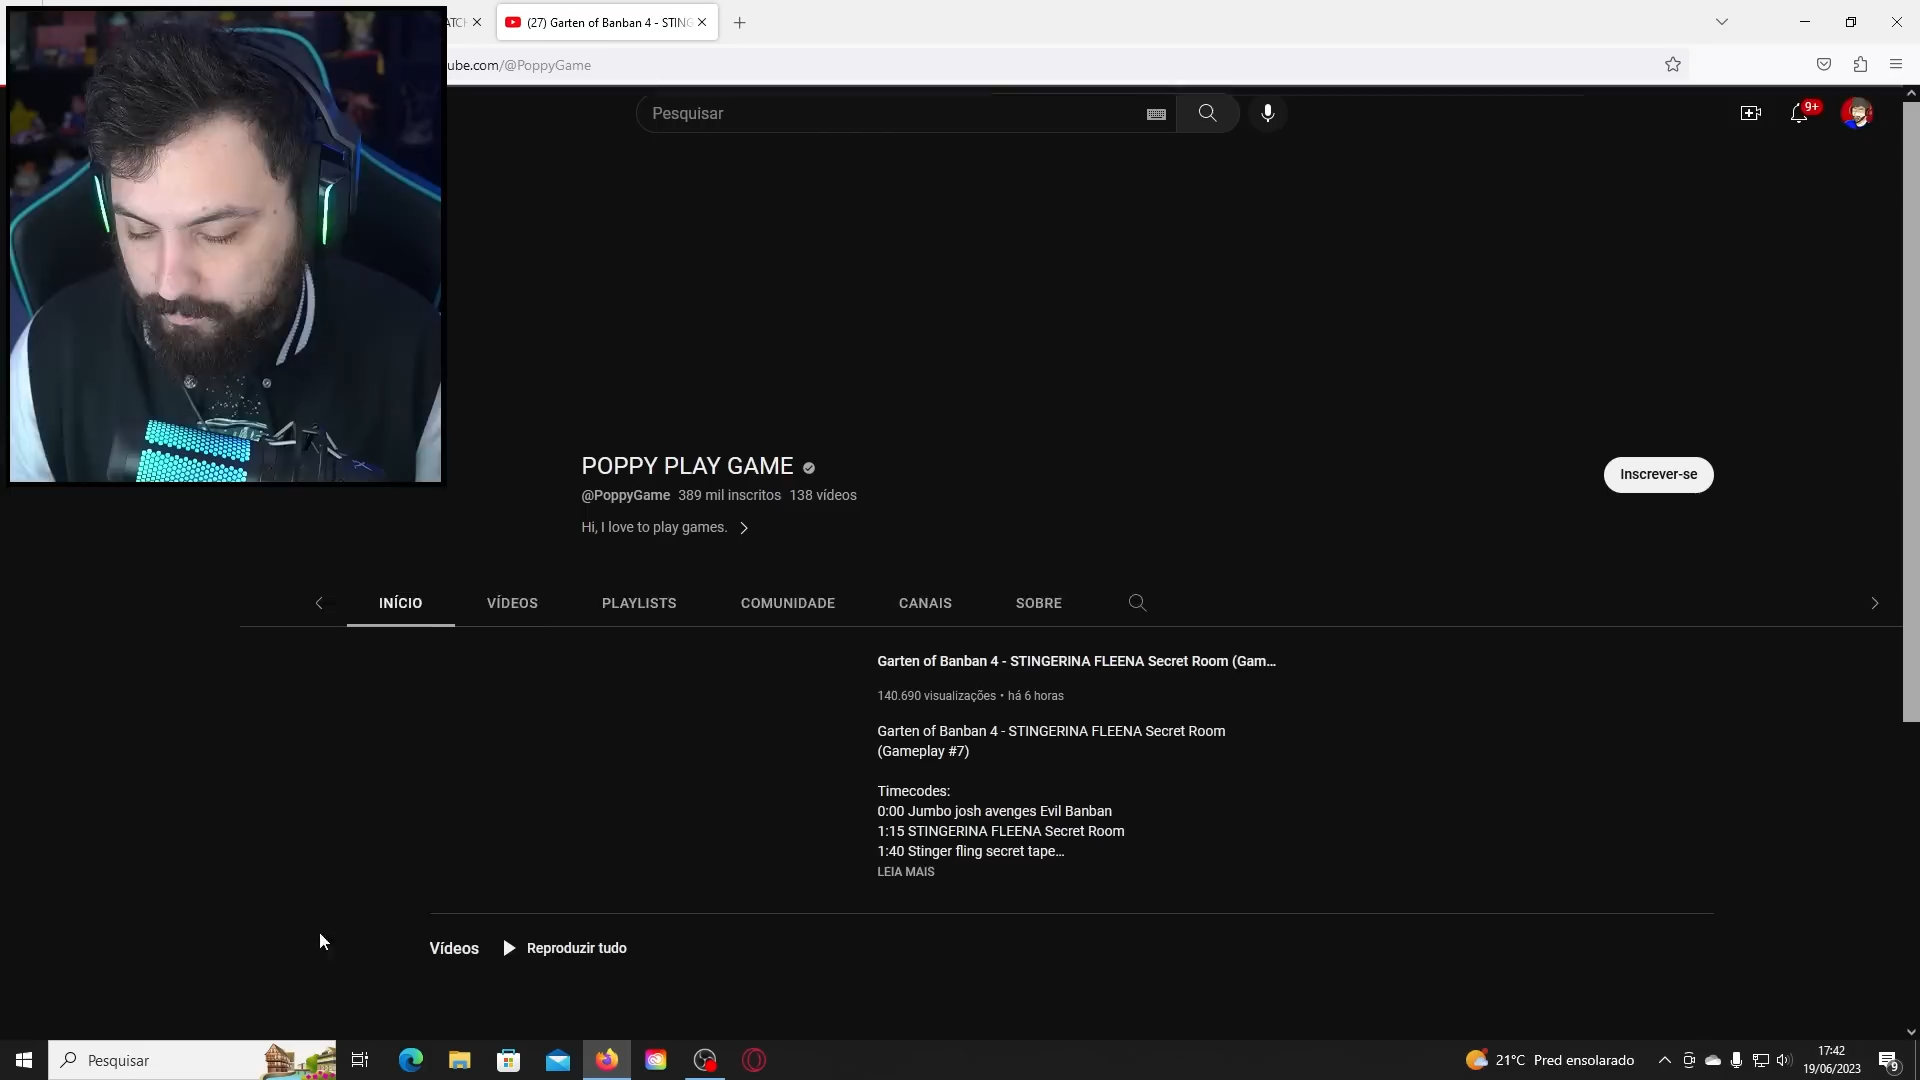 ATCH
(27) Garten of Banban 4 - STING
ube.com/@PoppyGame
Pesquisar
9+
POPPY PLAY GAME
@PoppyGame 389 mil inscritos 138 vídeos
Hi, I love to play games.
Inscrever-se
INÍCIO
VÍDEOS
PLAYLISTS
COMUNIDADE
CANAIS
SOBRE
Garten of Banban 4 - STINGERINA FLEENA Secret Room (Gam...
140.690 visualizações • há 6 horas
Garten of Banban 4 - STINGERINA FLEENA Secret Room
(Gameplay #7)
Timecodes:
0:00 Jumbo josh avenges Evil Banban
1:15 STINGERINA FLEENA Secret Room
1:40 Stinger fling secret tape...
LEIA MAIS
Vídeos
Reproduzir tudo
Pesquisar
21°C Pred ensolarado
17:42
19/06/2023
9